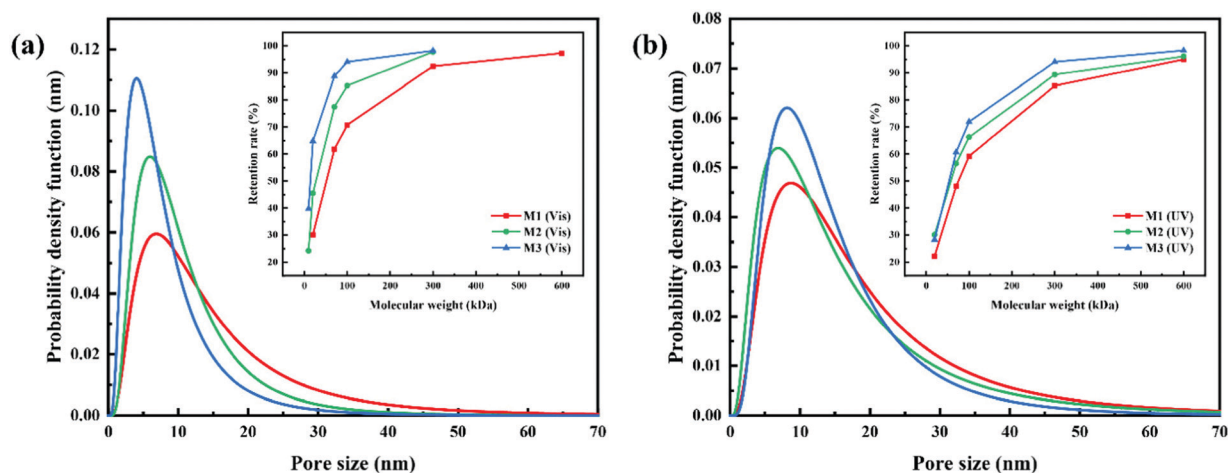 (a)
Probability density function (nm)
0.12
0.10
0.08
0.06
0.04
0.02
0.00
0 10 20 30 40 50 60 70
Pore size (nm)
Retention rate (%)
100
90
80
70
60
50
40
30
20
0 100 200 300 400 500 600
Molecular weight (kDa)
M1 (Vis)
M2 (Vis)
M3 (Vis)
(b)
Probability density function (nm)
0.08
0.07
0.06
0.05
0.04
0.03
0.02
0.01
0.00
0 10 20 30 40 50 60 70
Pore size (nm)
Retention rate (%)
100
90
80
70
60
50
40
30
20
0 100 200 300 400 500 600
Molecular weight (kDa)
M1 (UV)
M2 (UV)
M3 (UV)